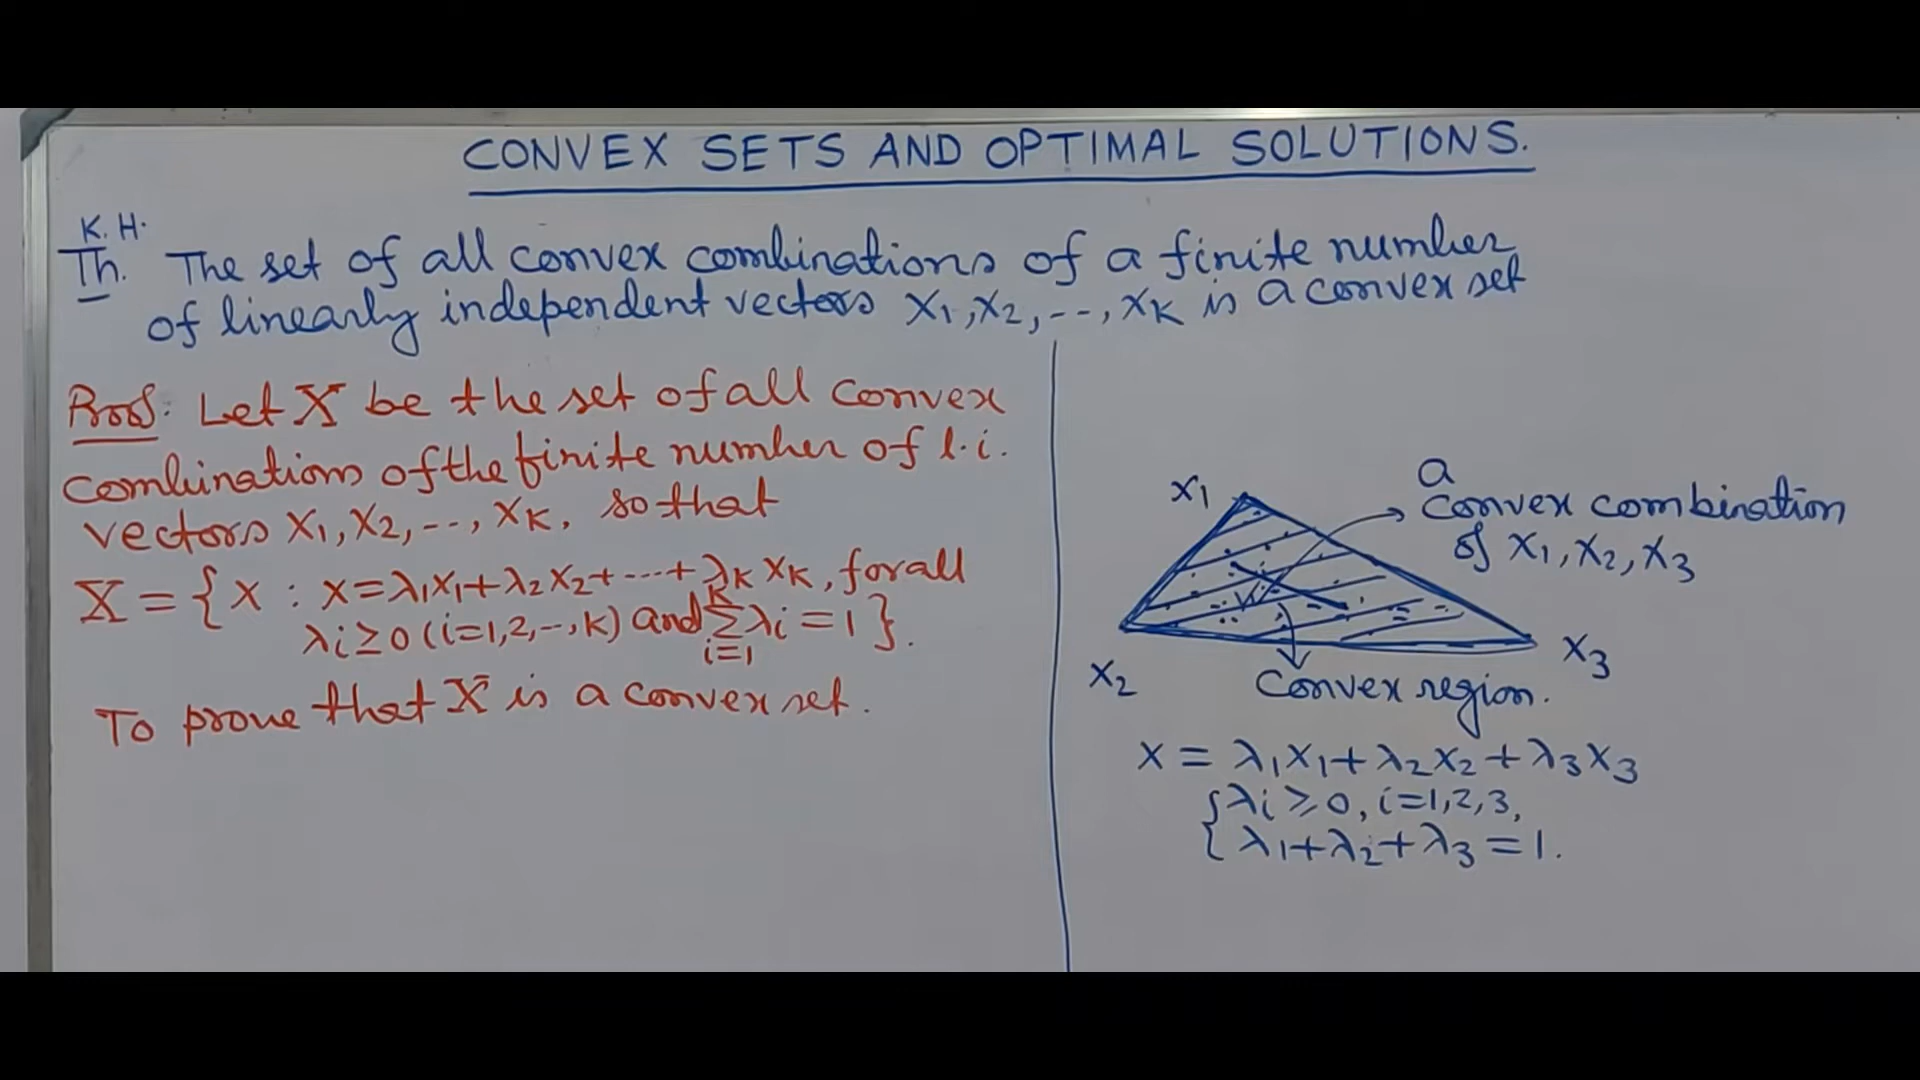 CONVEX SETS AND OPTIMAL SOLUTIONS.
K.H.
Th. The set of all convex combinations of a finite number
of linearly independent vectors x1, x2, --, xK is a convex set
Proof: Let X be the set of all convex
combinations of the finite number of l.i.
vectors x1, x2, --, xK, so that
X = { x : x = λ1x1 + λ2x2 + --- + λK xK, for all
λi ≥ 0 (i=1,2,--,K) and K∑i=1 λi = 1 }.
To prove that X is a convex set.
x1
x2
x3
a
convex combination
of x1, x2, x3
Convex region.
x = λ1x1 + λ2x2 + λ3x3
{ λi ≥ 0, i=1,2,3,
λ1+λ2+λ3 = 1.